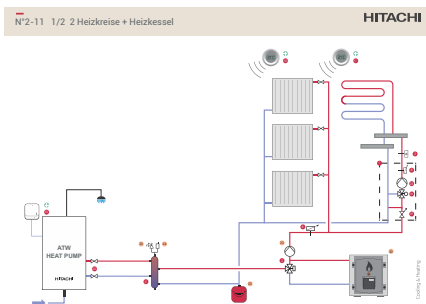 N°2-11 1/2 2 Heizkreise + Heizkessel
HITACHI
ATW
HEAT PUMP
HITACHI
Cooling & Heating